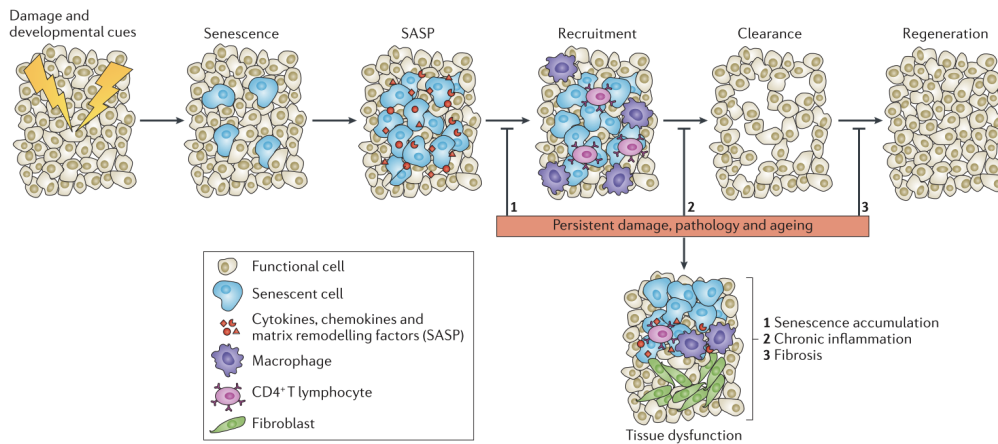 Damage and
developmental cues
Senescence
SASP
Recruitment
Clearance
Regeneration
1
2
3
Persistent damage, pathology and ageing
Functional cell
Senescent cell
Cytokines, chemokines and
matrix remodelling factors (SASP)
Macrophage
CD4⁺ T lymphocyte
Fibroblast
1 Senescence accumulation
2 Chronic inflammation
3 Fibrosis
Tissue dysfunction